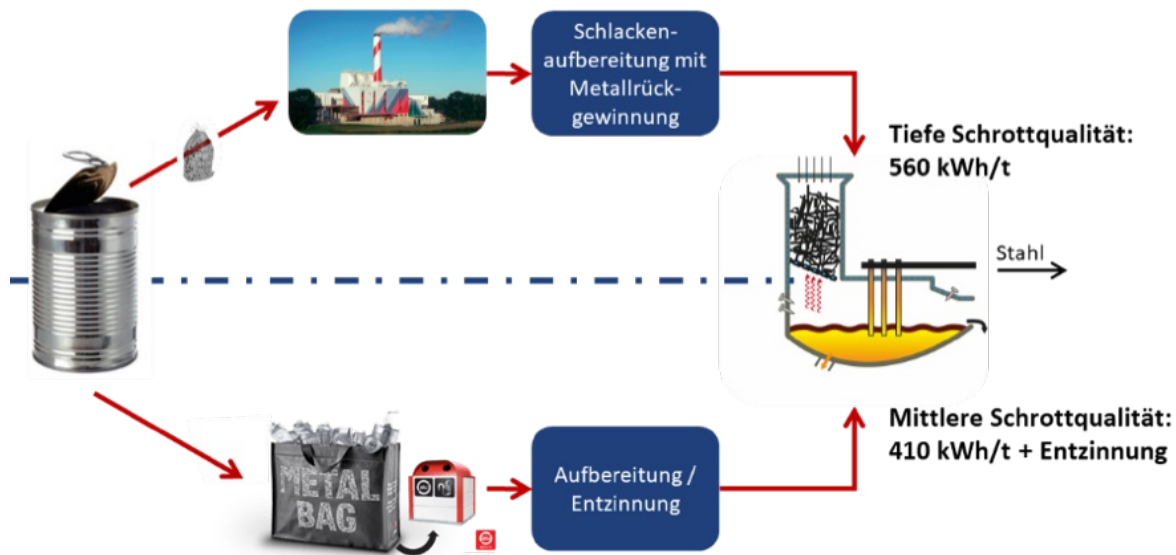 Schlacken-
aufbereitung mit
Metallrück-
gewinnung
Tiefe Schrottqualität:
560 kWh/t
Stahl
Mittlere Schrottqualität:
410 kWh/t + Entzinnung
METAL
BAG
Aufbereitung /
Entzinnung